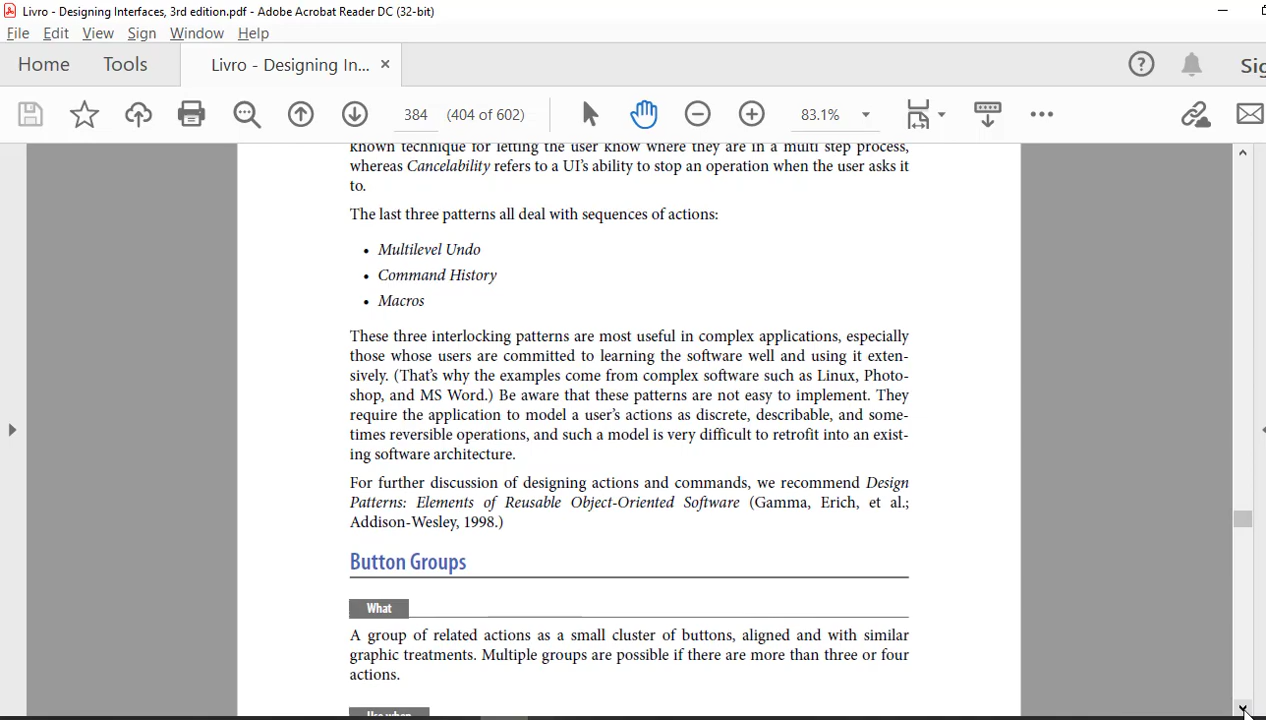 Livro - Designing Interfaces, 3rd edition.pdf - Adobe Acrobat Reader DC (32-bit)
File Edit View Sign Window Help
Home Tools Livro - Designing In... ×
384 (404 of 602) 83.1%
known technique for letting the user know where they are in a multi step process,
whereas Cancelability refers to a UI's ability to stop an operation when the user asks it
to.
The last three patterns all deal with sequences of actions:
• Multilevel Undo
• Command History
• Macros
These three interlocking patterns are most useful in complex applications, especially
those whose users are committed to learning the software well and using it exten-
sively. (That's why the examples come from complex software such as Linux, Photo-
shop, and MS Word.) Be aware that these patterns are not easy to implement. They
require the application to model a user's actions as discrete, describable, and some-
times reversible operations, and such a model is very difficult to retrofit into an exist-
ing software architecture.
For further discussion of designing actions and commands, we recommend Design
Patterns: Elements of Reusable Object-Oriented Software (Gamma, Erich, et al.;
Addison-Wesley, 1998.)
Button Groups
What
A group of related actions as a small cluster of buttons, aligned and with similar
graphic treatments. Multiple groups are possible if there are more than three or four
actions.
Use when